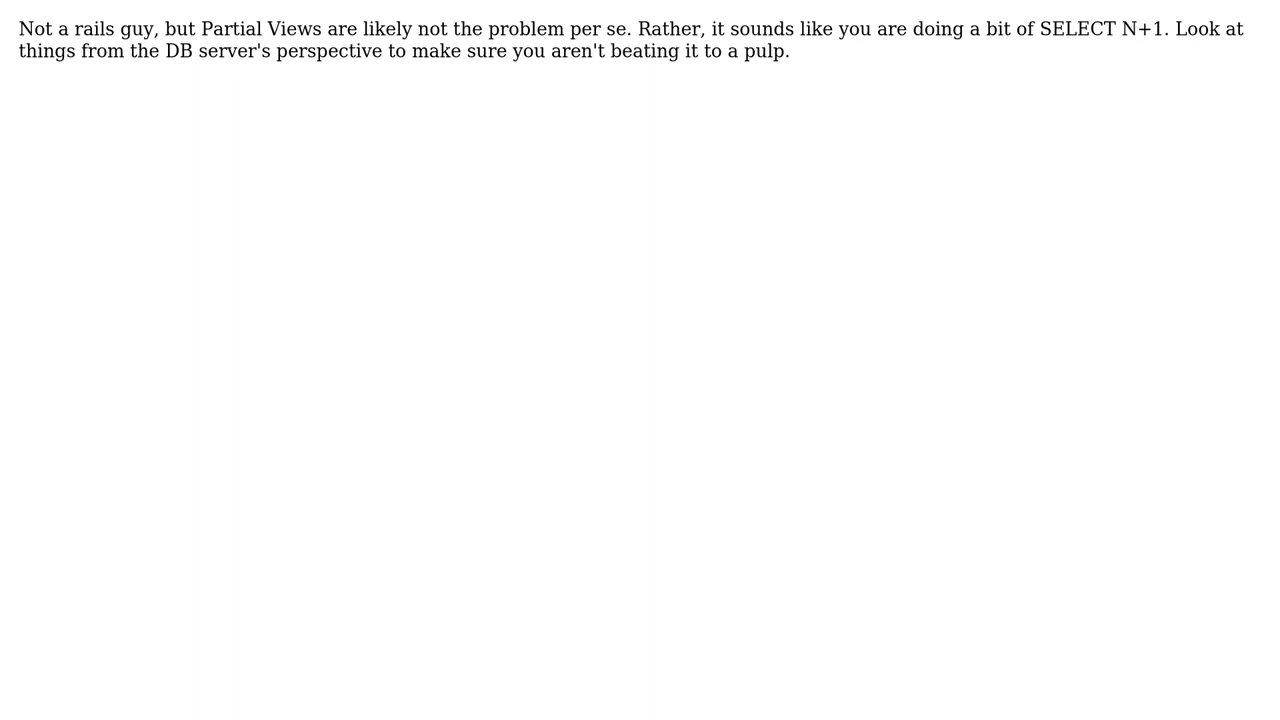 Not a rails guy, but Partial Views are likely not the problem per se. Rather, it sounds like you are doing a bit of SELECT N+1. Look at
things from the DB server's perspective to make sure you aren't beating it to a pulp.